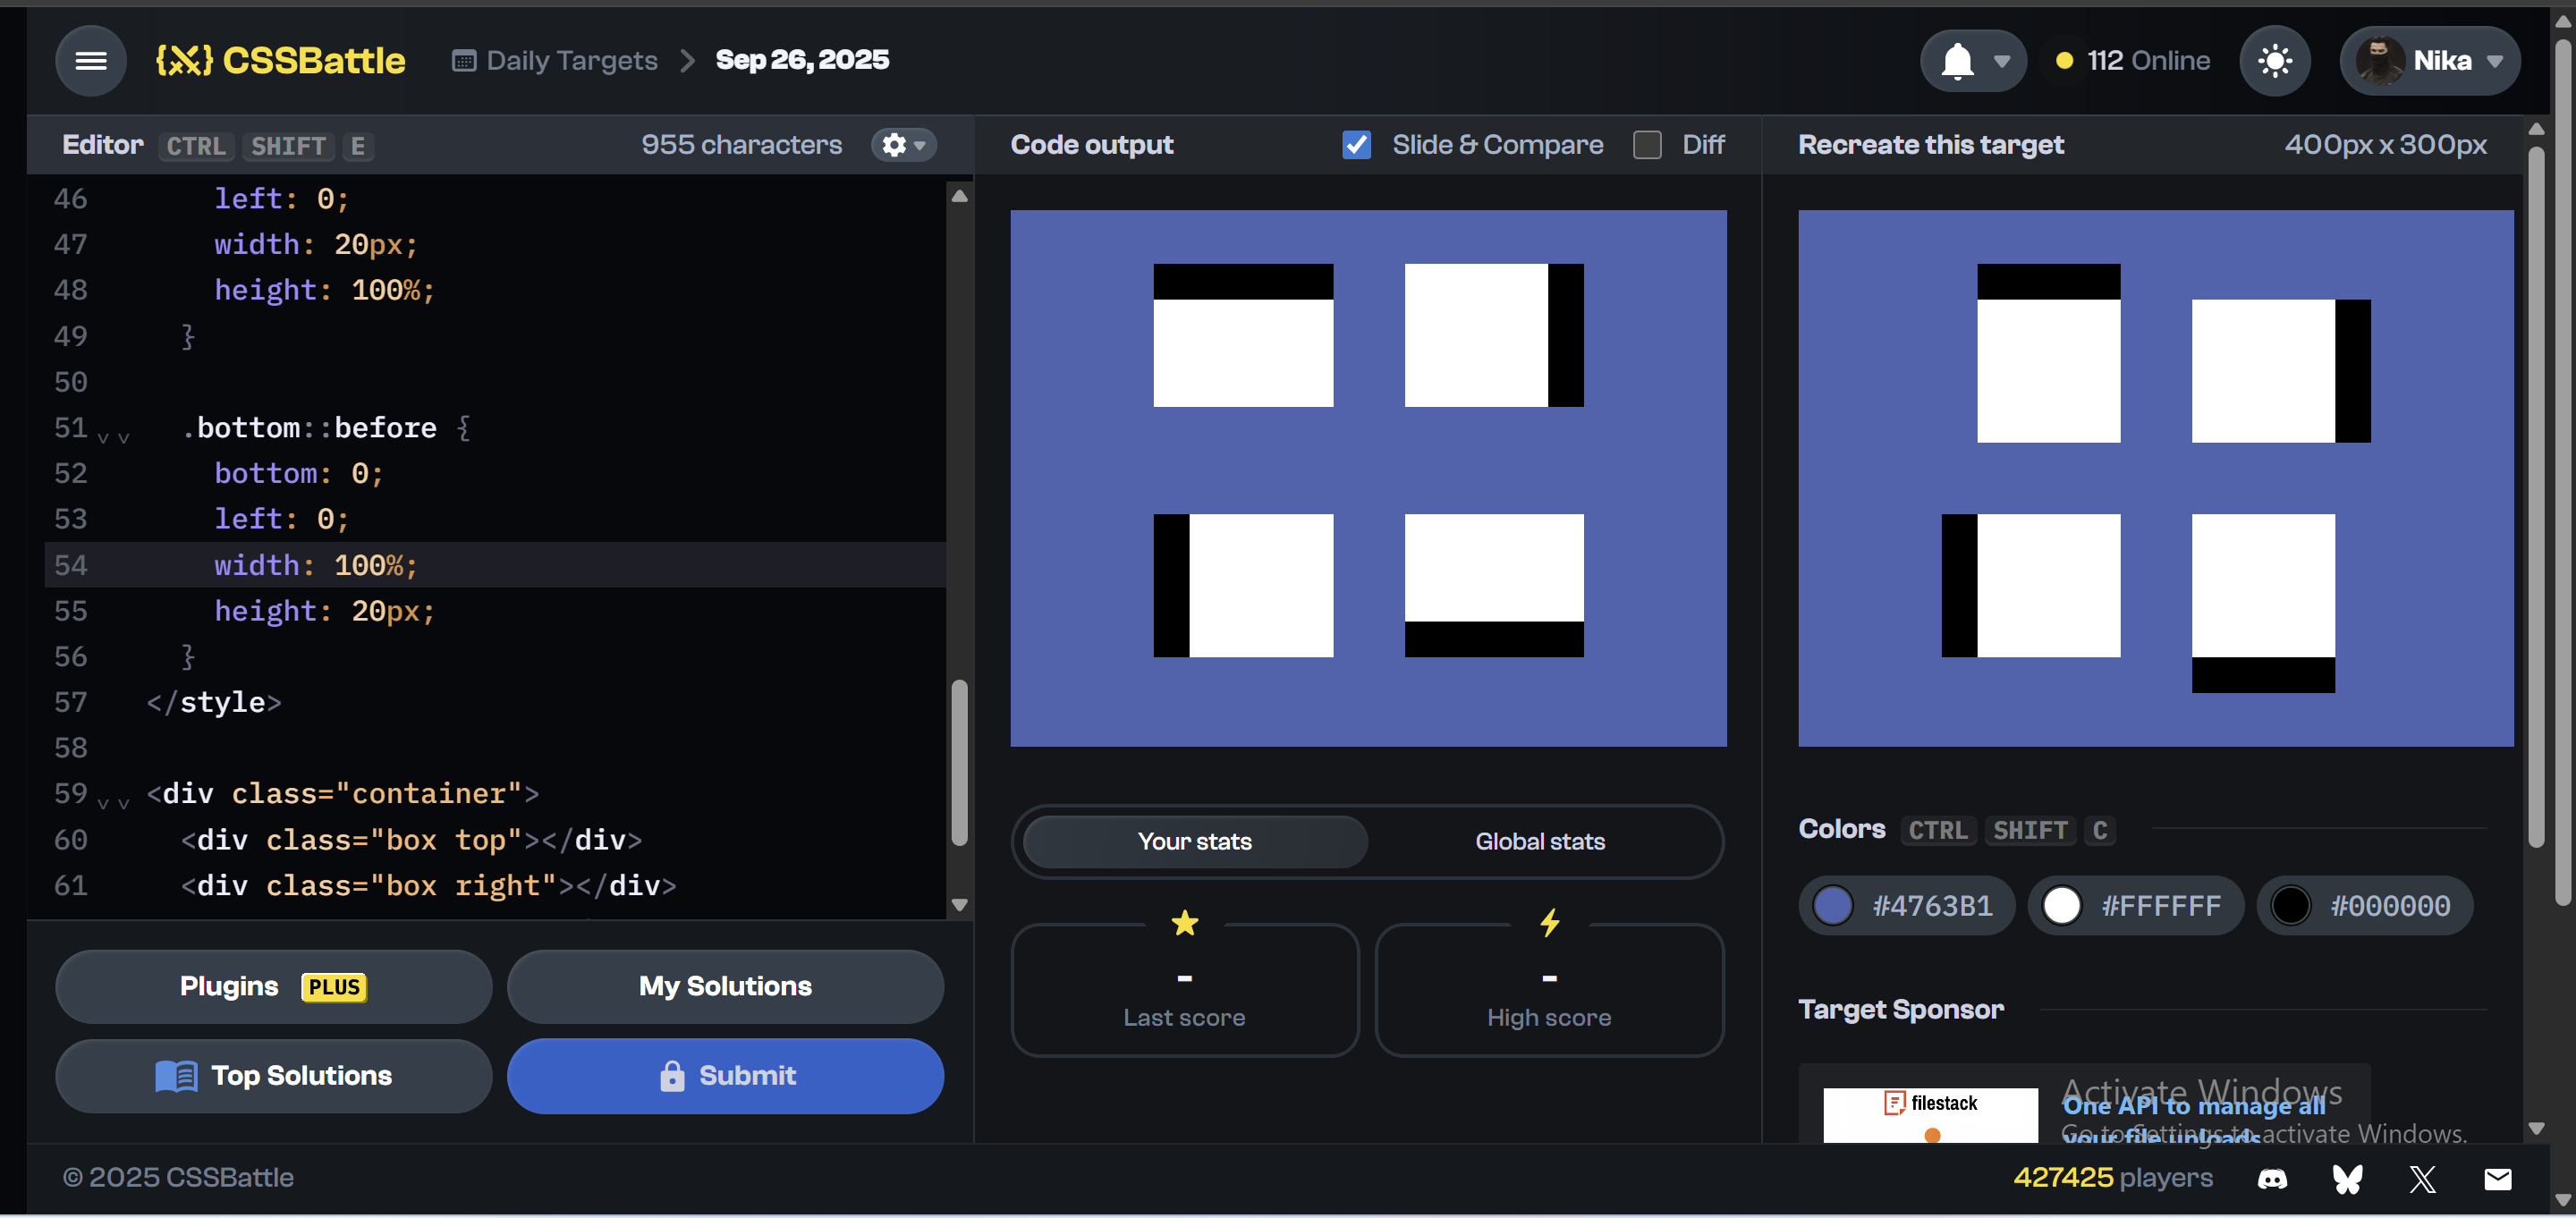 CSSBattle
Daily Targets
Sep 26, 2025
112 Online
Nika
Editor CTRL SHIFT E
955 characters
46 left: 0;
47 width: 20px;
48 height: 100%;
49 }
50
51 .bottom::before {
52 bottom: 0;
53 left: 0;
54 width: 100%;
55 height: 20px;
56 }
57 </style>
58
59 <div class="container">
60 <div class="box top"></div>
61 <div class="box right"></div>
Plugins PLUS
My Solutions
Top Solutions
Submit
Code output
Slide & Compare
Diff
Your stats
Global stats
-
Last score
-
High score
Recreate this target
400px x 300px
Colors CTRL SHIFT C
#4763B1
#FFFFFF
#000000
Target Sponsor
filestack
One API to manage all
your file uploads
Activate Windows
Go to Settings to activate Windows.
© 2025 CSSBattle
427425 players